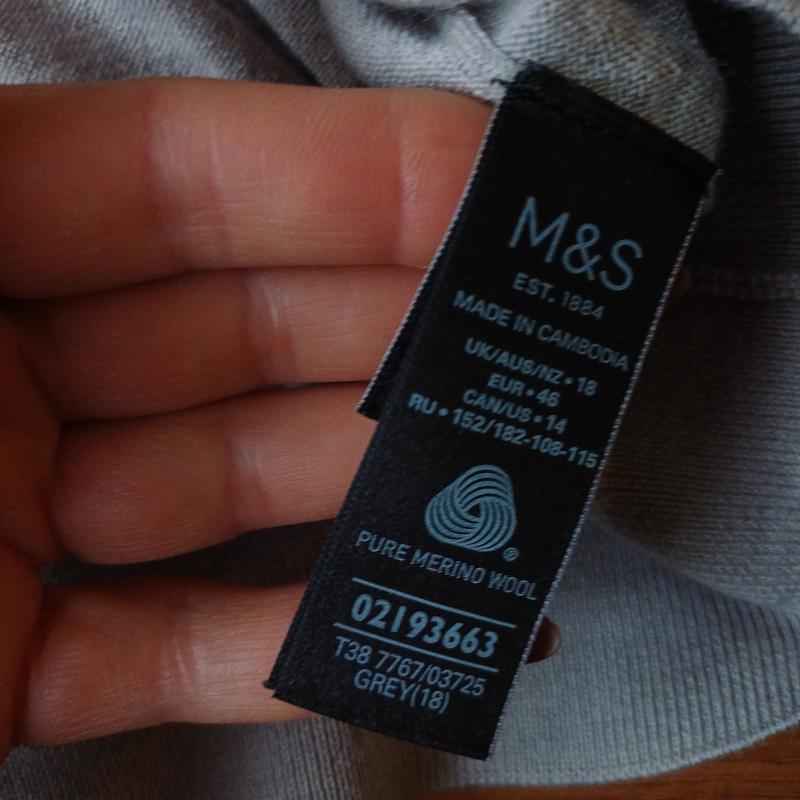 M&S
EST. 1884
MADE IN CAMBODIA
UK/AUS/NZ • 18
EUR • 46
CAN/US • 14
RU • 152/182-108-115
®
PURE MERINO WOOL
02193663
T38 7767/03725
GREY(18)